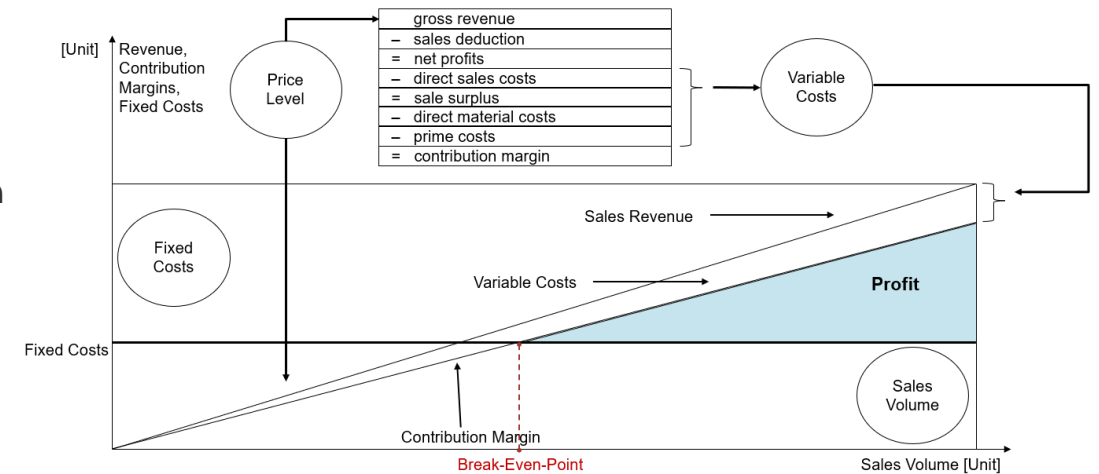 [Unit]
Revenue,
Contribution
Margins,
Fixed Costs
Price
Level
gross revenue
– sales deduction
= net profits
– direct sales costs
= sale surplus
– direct material costs
– prime costs
= contribution margin
Variable
Costs
n
Sales Revenue
Fixed
Costs
Variable Costs
Profit
Fixed Costs
Sales
Volume
Contribution Margin
Break-Even-Point
Sales Volume [Unit]